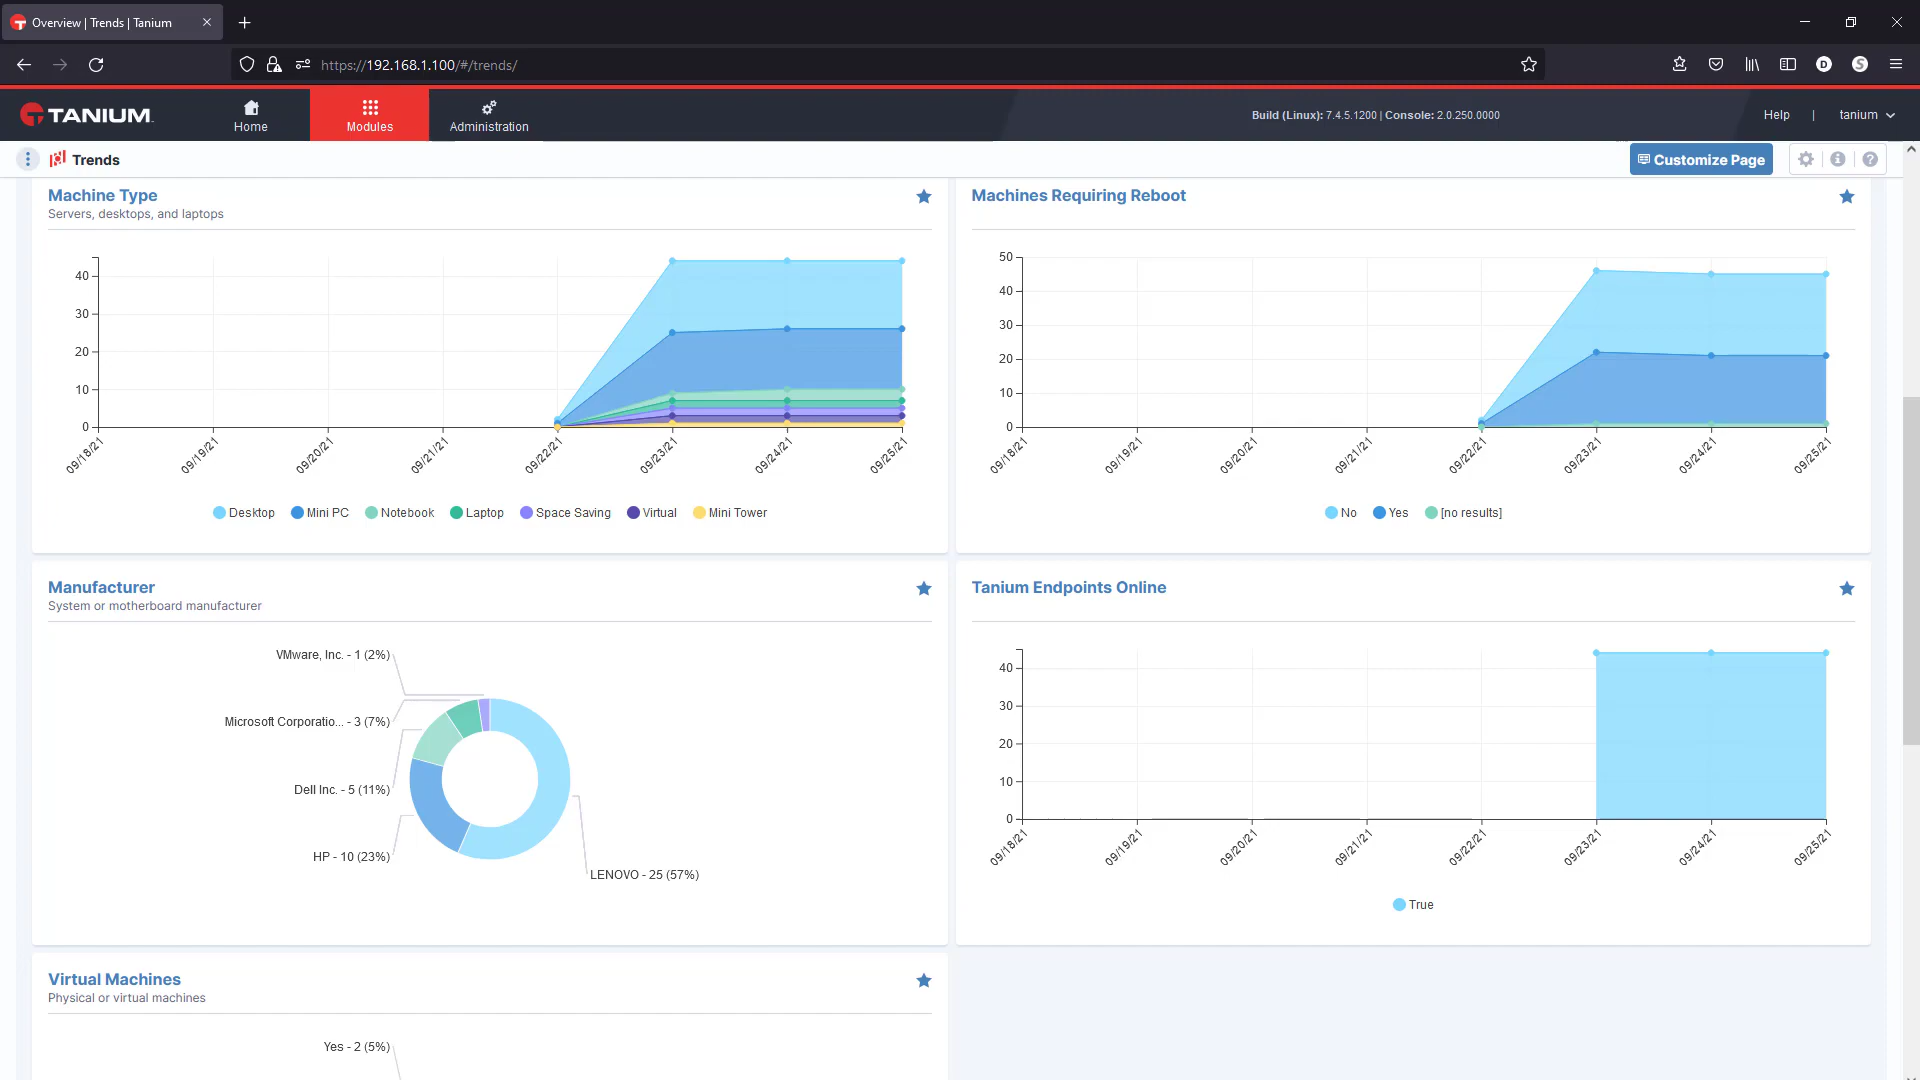 Overview | Trends | Tanium
https://192.168.1.100/#/trends/
TANIUM
Home
Modules
Administration
Build (Linux): 7.4.5.1200 | Console: 2.0.250.0000
Help | tanium
Trends
Customize Page
Machine Type
Servers, desktops, and laptops
40
30
20
10
0
09/18/21 09/19/21 09/20/21 09/21/21 09/22/21 09/23/21 09/24/21 09/25/21
Desktop Mini PC Notebook Laptop Space Saving Virtual Mini Tower
Machines Requiring Reboot
50
40
30
20
10
0
09/18/21 09/19/21 09/20/21 09/21/21 09/22/21 09/23/21 09/24/21 09/25/21
No Yes [no results]
Manufacturer
System or motherboard manufacturer
VMware, Inc. - 1 (2%)
Microsoft Corporatio... - 3 (7%)
Dell Inc. - 5 (11%)
HP - 10 (23%)
LENOVO - 25 (57%)
Tanium Endpoints Online
40
30
20
10
0
09/18/21 09/19/21 09/20/21 09/21/21 09/22/21 09/23/21 09/24/21 09/25/21
True
Virtual Machines
Physical or virtual machines
Yes - 2 (5%)